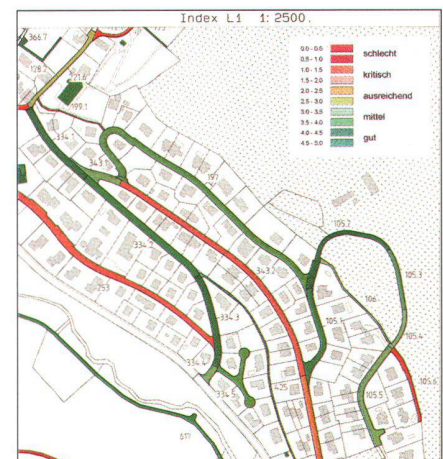 Index L1 1:2500.
366.7
128.2
221.6
199.1
334.1
343.1
197
334.2
343.2
253
334.3
334.4
334.5
425
617
105.7
105.3
106
105.1
105.4
105.5
105.6
0.0 - 0.5
0.5 - 1.0
schlecht
1.0 - 1.5
kritisch
1.5 - 2.0
2.0 - 2.5
ausreichend
2.5 - 3.0
3.0 - 3.5
mittel
3.5 - 4.0
4.0 - 4.5
gut
4.5 - 5.0